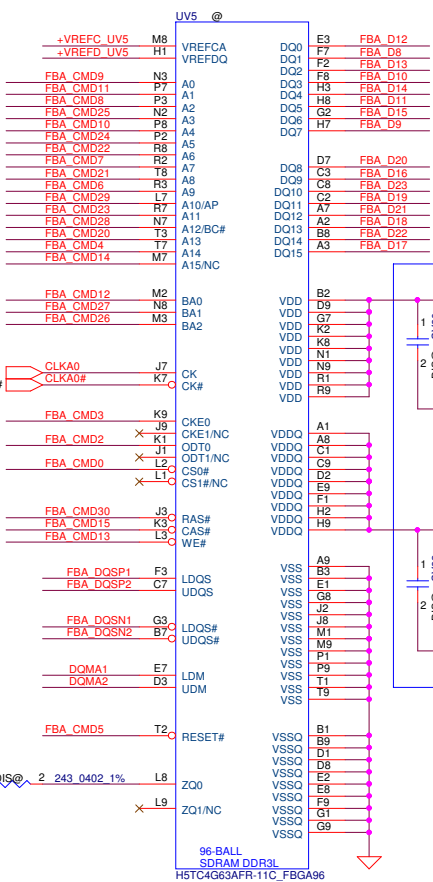 UV5 @
+VREFC_UV5 M8 VREFCA
+VREFD_UV5 H1 VREFDQ
FBA_CMD9 N3 A0
FBA_CMD11 P7 A1
FBA_CMD8 P3 A2
FBA_CMD25 N2 A3
FBA_CMD10 P8 A4
FBA_CMD24 P2 A5
FBA_CMD22 R8 A6
FBA_CMD7 R2 A7
FBA_CMD21 T8 A8
FBA_CMD6 R3 A9
FBA_CMD29 L7 A10/AP
FBA_CMD23 R7 A11
FBA_CMD28 N7 A12/BC#
FBA_CMD20 T3 A13
FBA_CMD4 T7 A14
FBA_CMD14 M7 A15/NC
FBA_CMD12 M2 BA0
FBA_CMD27 N8 BA1
FBA_CMD26 M3 BA2
CLKA0 J7 CK
# CLKA0# K7 CK#
FBA_CMD3 K9 CKE0
J9 CKE1/NC
FBA_CMD2 K1 ODT0
J1 ODT1/NC
FBA_CMD0 L2 CS0#
L1 CS1#/NC
FBA_CMD30 J3 RAS#
FBA_CMD15 K3 CAS#
FBA_CMD13 L3 WE#
FBA_DQSP1 F3 LDQS
FBA_DQSP2 C7 UDQS
FBA_DQSN1 G3 LDQS#
FBA_DQSN2 B7 UDQS#
DQMA1 E7 LDM
DQMA2 D3 UDM
FBA_CMD5 T2 RESET#
DIS@ 2 243_0402_1% L8 ZQ0
L9 ZQ1/NC
DQ0 E3 FBA_D12
DQ1 F7 FBA_D8
DQ2 F2 FBA_D13
DQ3 F8 FBA_D10
DQ4 H3 FBA_D14
DQ5 H8 FBA_D11
DQ6 G2 FBA_D15
DQ7 H7 FBA_D9
DQ8 D7 FBA_D20
DQ9 C3 FBA_D16
DQ10 C8 FBA_D23
DQ11 C2 FBA_D19
DQ12 A7 FBA_D21
DQ13 A2 FBA_D18
DQ14 B8 FBA_D22
DQ15 A3 FBA_D17
VDD B2
VDD D9
VDD G7
VDD K2
VDD K8
VDD N1
VDD N9
VDD R1
VDD R9
1
2
VDDQ A1
VDDQ A8
VDDQ C1
VDDQ C9
VDDQ D2
VDDQ E9
VDDQ F1
VDDQ H2
VDDQ H9
1
2
VSS A9
VSS B3
VSS E1
VSS G8
VSS J2
VSS J8
VSS M1
VSS M9
VSS P1
VSS P9
VSS T1
VSS T9
VSSQ B1
VSSQ B9
VSSQ D1
VSSQ D8
VSSQ E2
VSSQ E8
VSSQ F9
VSSQ G1
VSSQ G9
96-BALL
SDRAM DDR3L
H5TC4G63AFR-11C_FBGA96